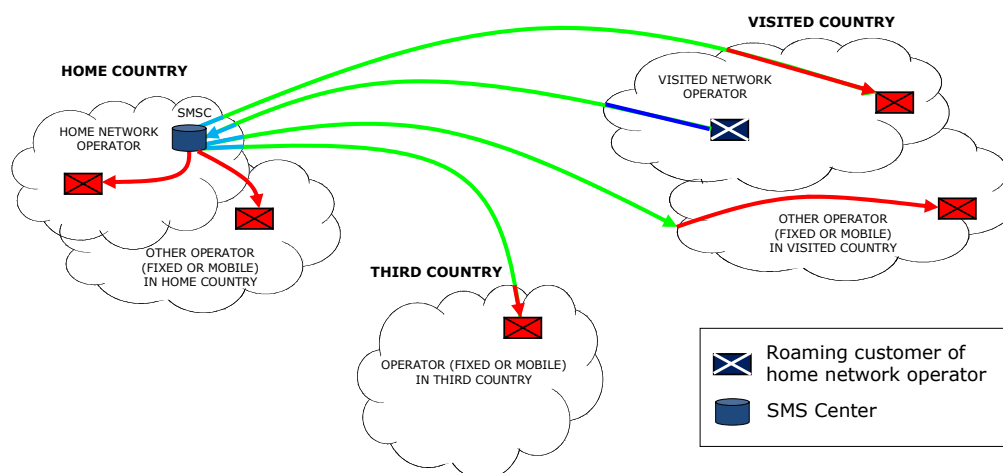 VISITED COUNTRY
HOME COUNTRY
VISITED NETWORK
OPERATOR
SMSC
HOME NETWORK
OPERATOR
OTHER OPERATOR
(FIXED OR MOBILE)
IN VISITED COUNTRY
OTHER OPERATOR
(FIXED OR MOBILE)
IN HOME COUNTRY
THIRD COUNTRY
OPERATOR (FIXED OR MOBILE)
IN THIRD COUNTRY
Roaming customer of
home network operator
SMS Center